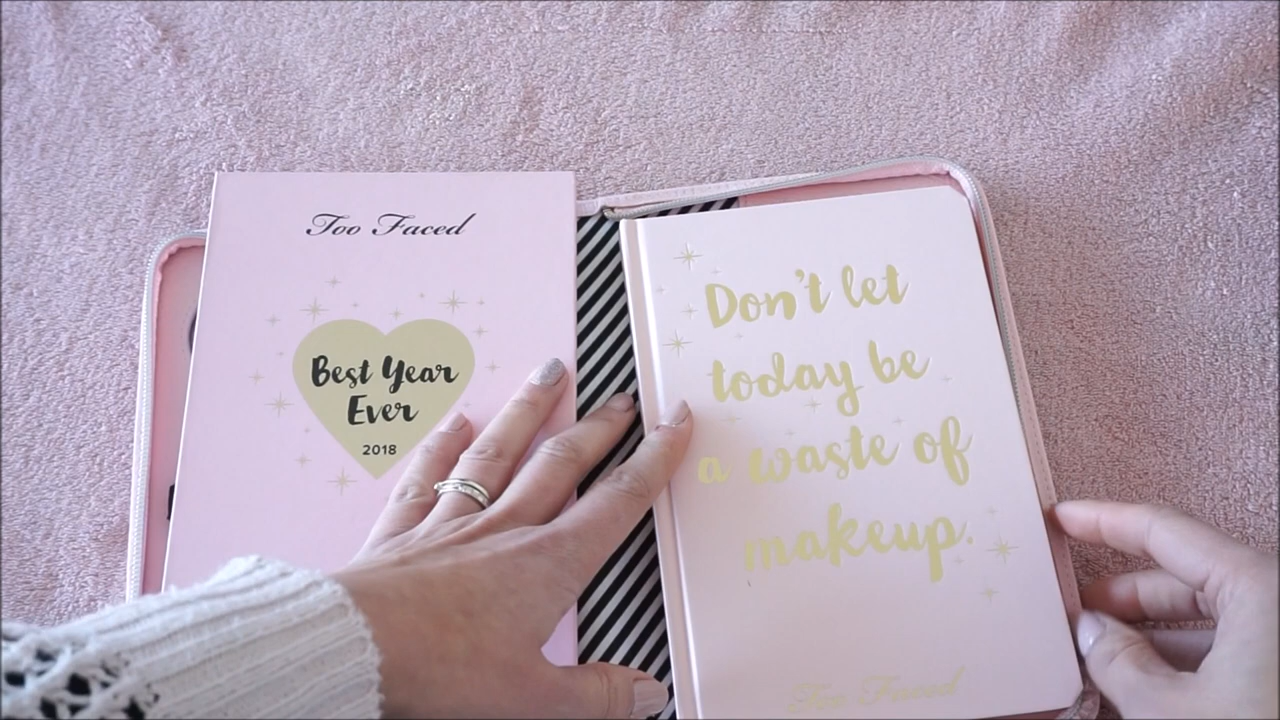 Too Faced
Best Year
Ever
2018
Don't let
today be
a waste of
makeup.
Too Faced